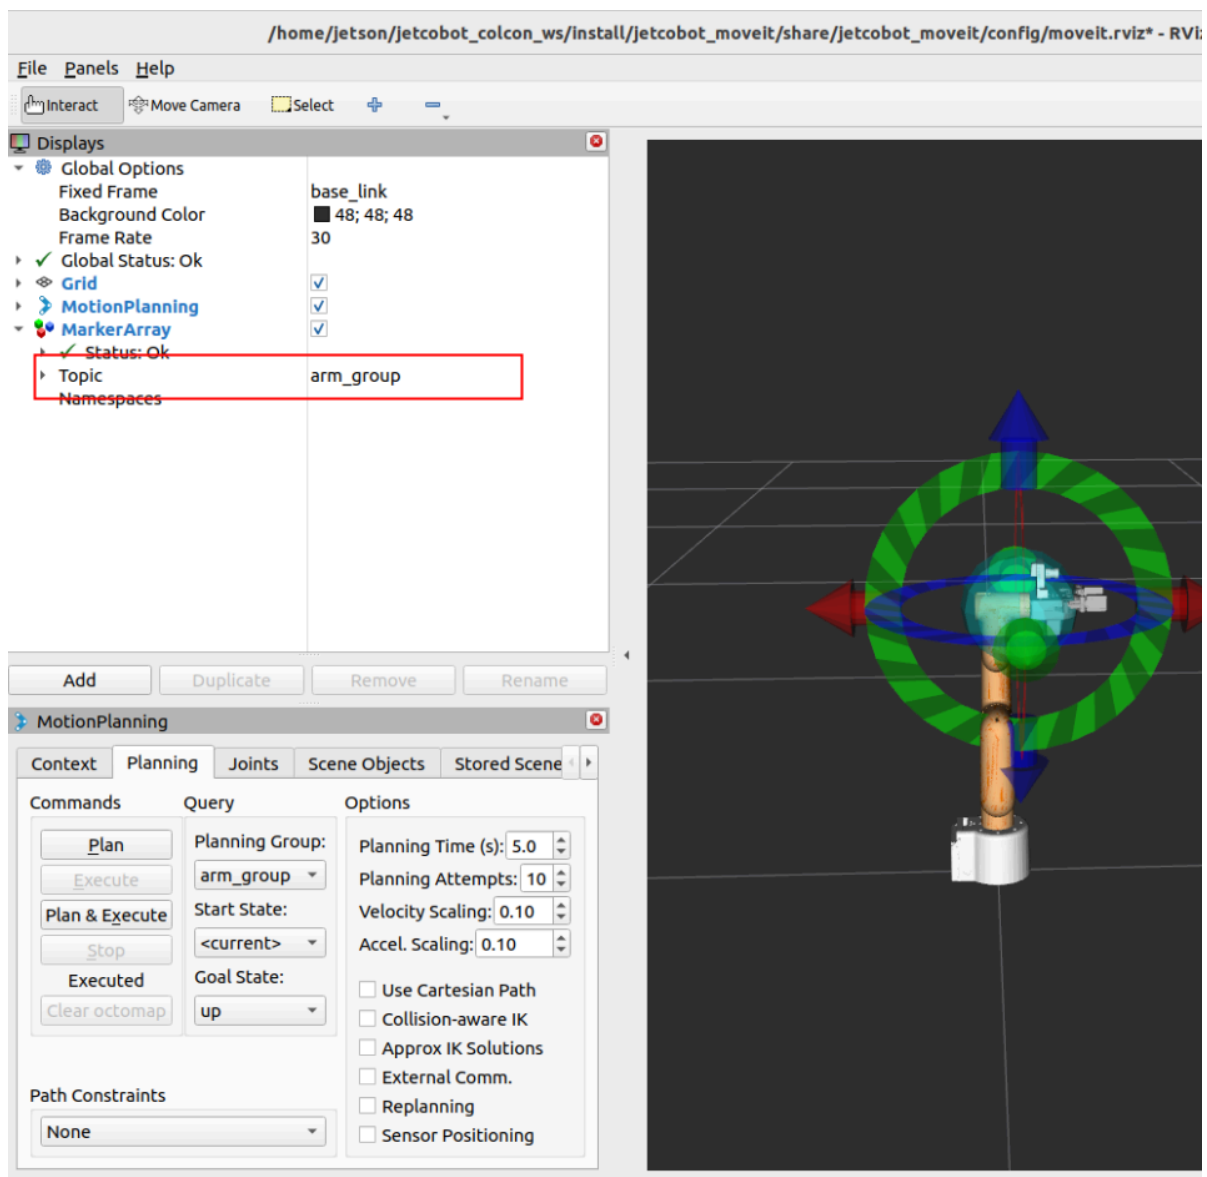 /home/jetson/jetcobot_colcon_ws/install/jetcobot_moveit/share/jetcobot_moveit/config/moveit.rviz* - RViz
File Panels Help
Interact Move Camera Select
Displays
Global Options
Fixed Frame base_link
Background Color 48; 48; 48
Frame Rate 30
Global Status: Ok
Grid
MotionPlanning
MarkerArray
Status: Ok
Topic arm_group
Namespaces
Add Duplicate Remove Rename
MotionPlanning
Context Planning Joints Scene Objects Stored Scene
Commands Query Options
Plan Planning Group: Planning Time (s): 5.0
Execute arm_group Planning Attempts: 10
Plan & Execute Start State: Velocity Scaling: 0.10
Stop <current> Accel. Scaling: 0.10
Executed Goal State: Use Cartesian Path
Clear octomap up Collision-aware IK
Approx IK Solutions
External Comm.
Path Constraints Replanning
None Sensor Positioning